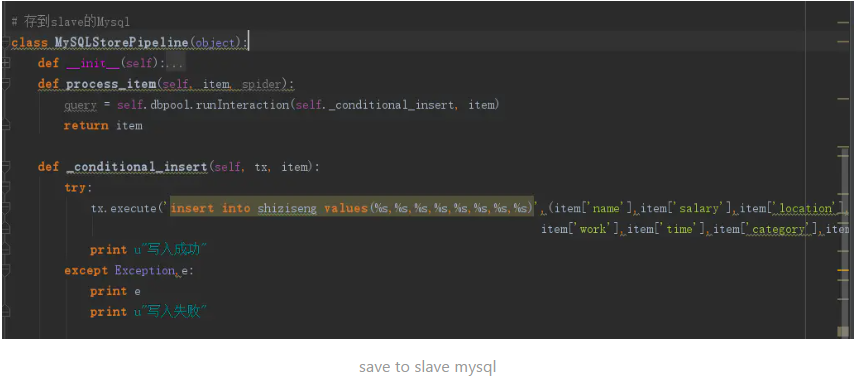 # 存到slave的Mysql
class MySQLStorePipeline(object):
def __init__(self):...
def process_item(self, item, spider):
query = self.dbpool.runInteraction(self._conditional_insert, item)
return item
def _conditional_insert(self, tx, item):
try:
tx.execute('insert into shiziseng values(%s,%s,%s,%s,%s,%s,%s,%s)',(item['name'],item['salary'],item['location'],
item['work'],item['time'],item['category'],item
print u"写入成功"
except Exception,e:
print e
print u"写入失败"
save to slave mysql